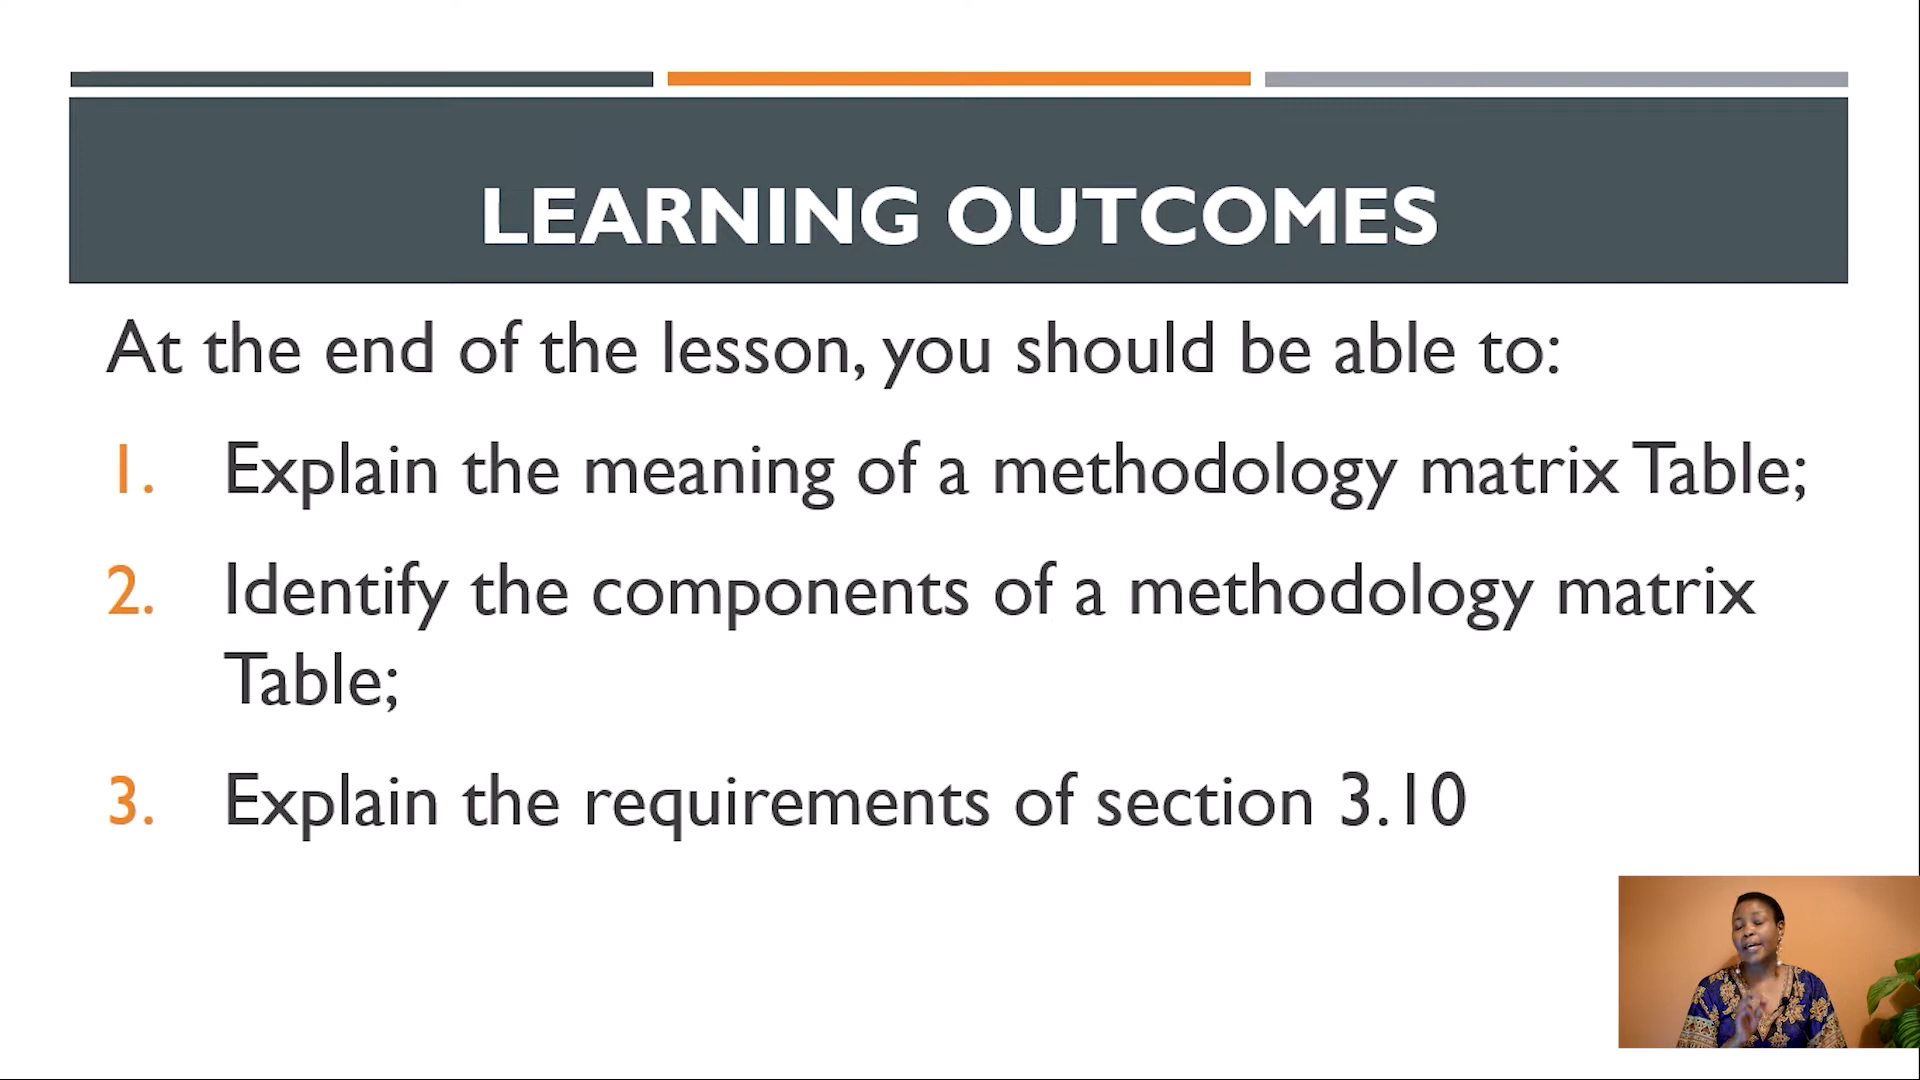 LEARNING OUTCOMES
At the end of the lesson, you should be able to:
1. Explain the meaning of a methodology matrix Table;
2. Identify the components of a methodology matrix
Table;
3. Explain the requirements of section 3.10